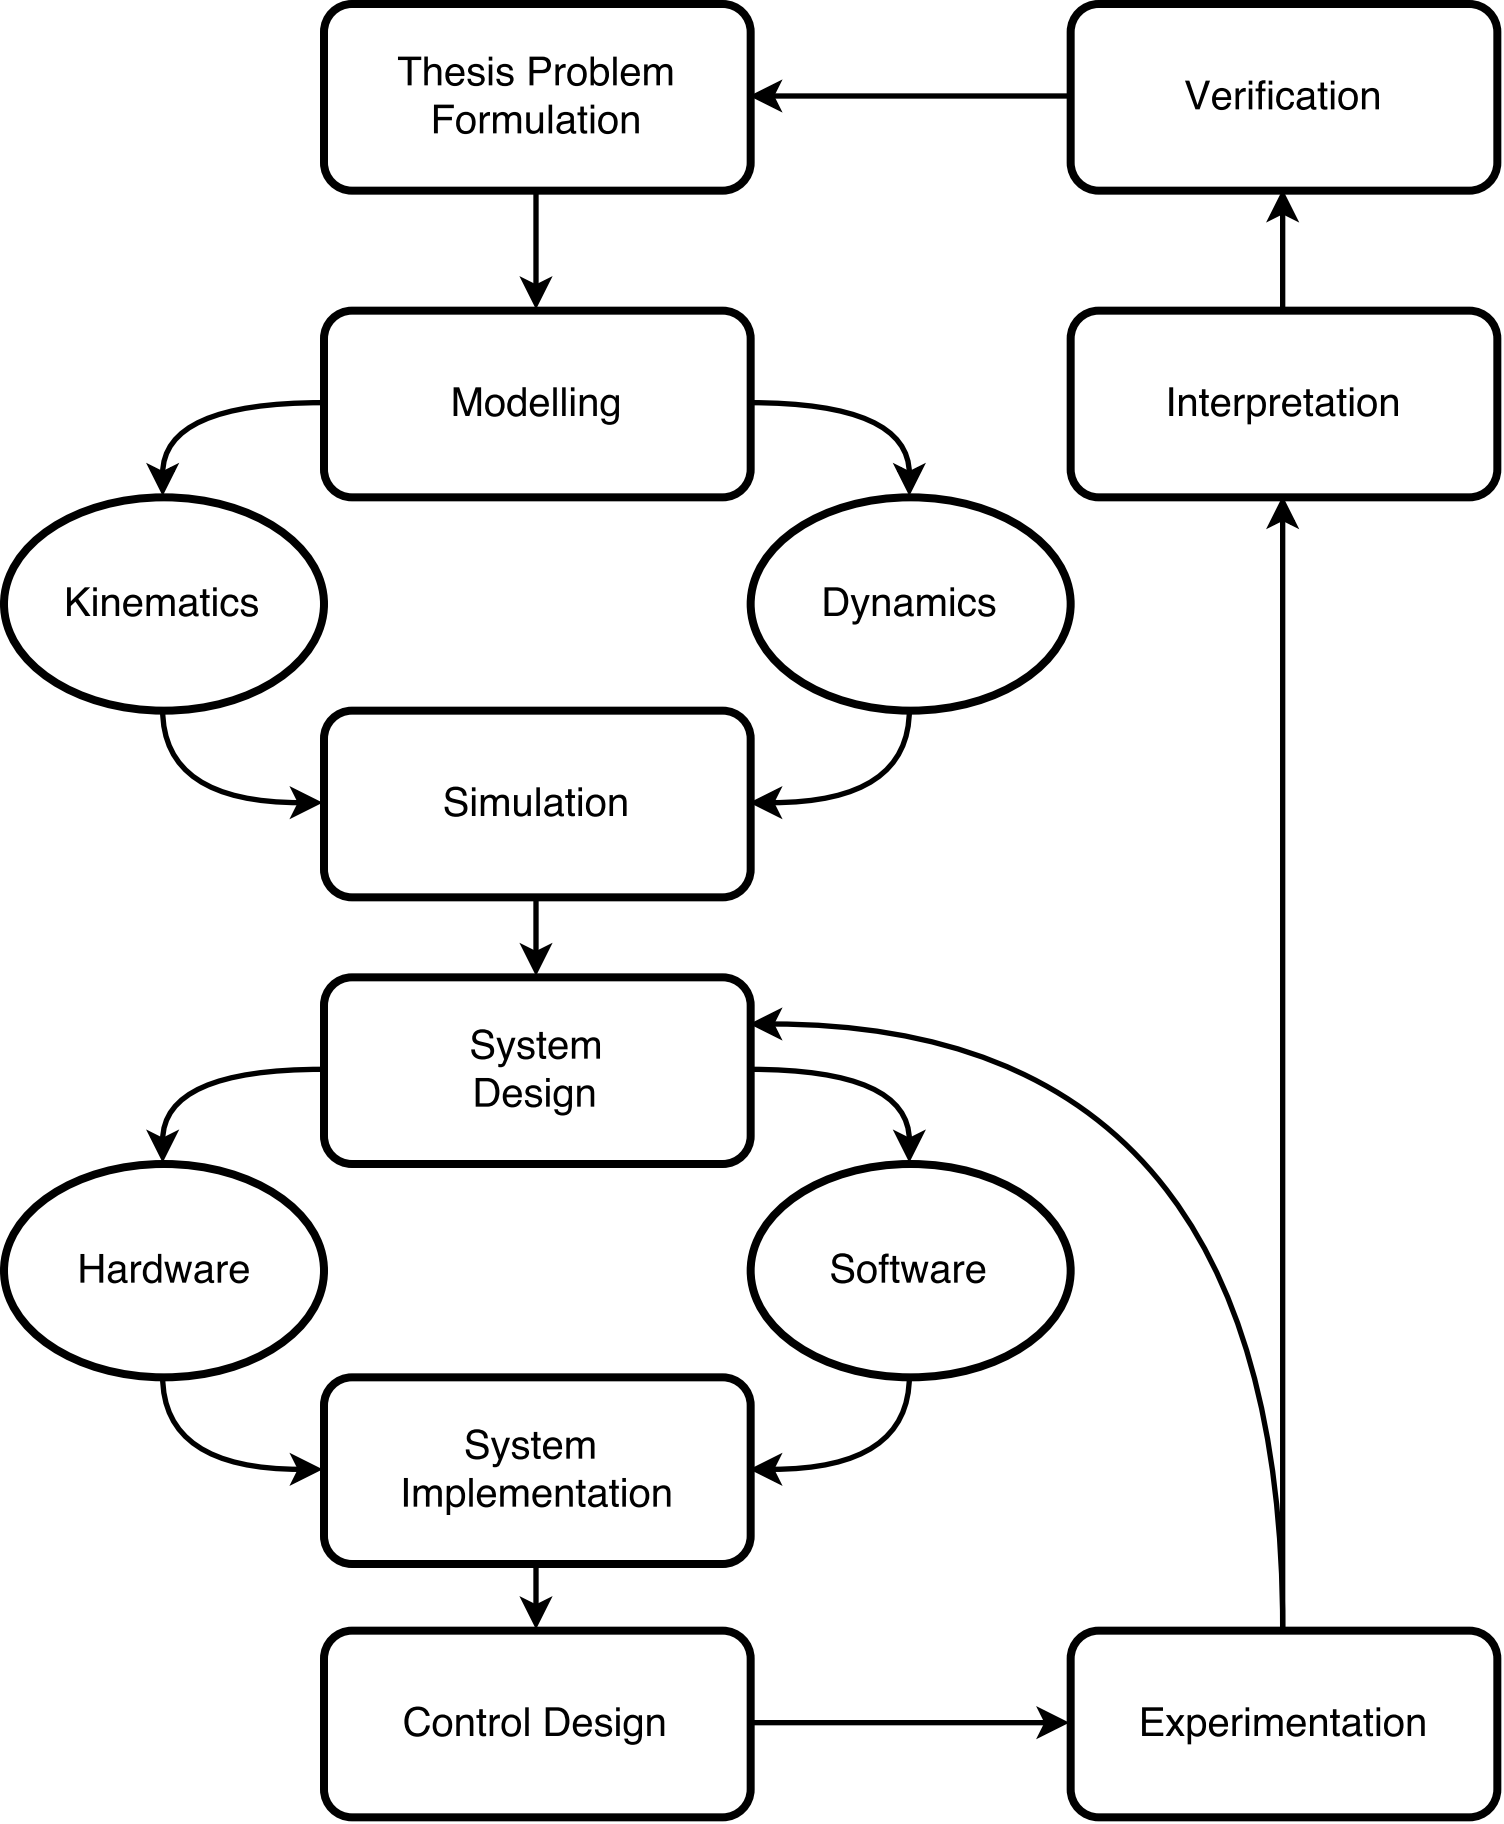 Thesis Problem
Formulation
Verification
Modelling
Interpretation
Kinematics
Dynamics
Simulation
System
Design
Hardware
Software
System
Implementation
Control Design
Experimentation